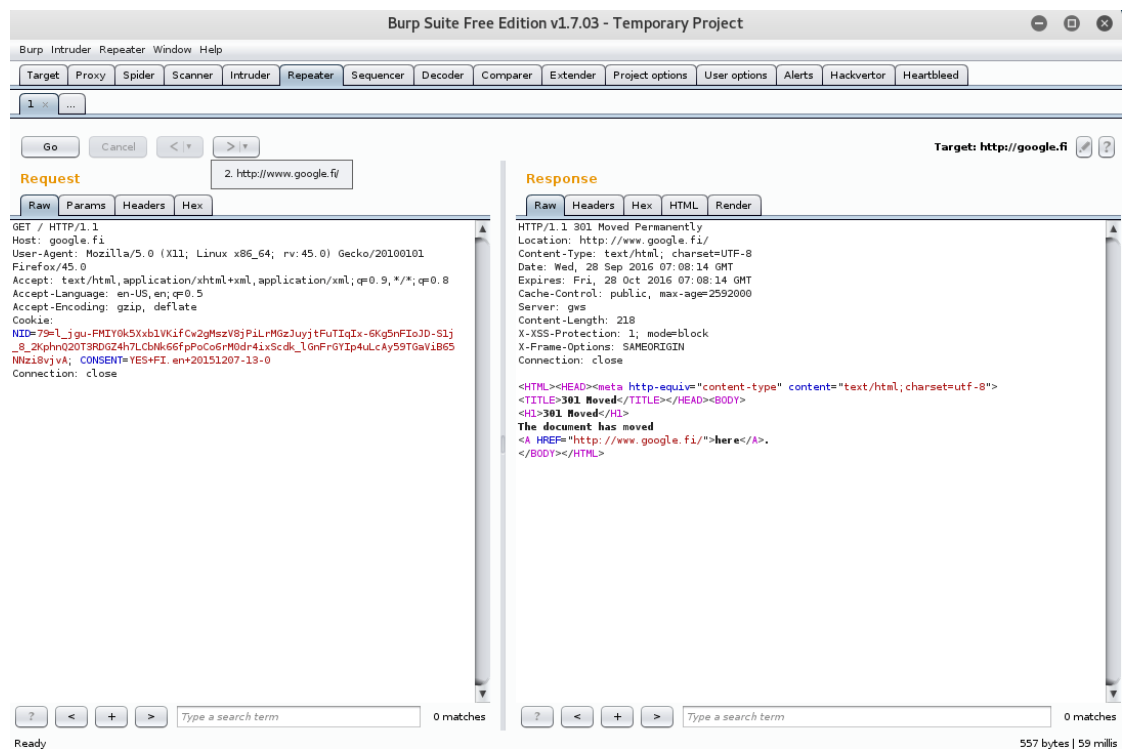 Burp Suite Free Edition v1.7.03 - Temporary Project
Burp Intruder Repeater Window Help
Target Proxy Spider Scanner Intruder Repeater Sequencer Decoder Comparer Extender Project options User options Alerts Hackvertor Heartbleed
1 × ...
Go Cancel < > Target: http://google.fi ?
2. http://www.google.fi/
Request
Raw Params Headers Hex
GET / HTTP/1.1
Host: google.fi
User-Agent: Mozilla/5.0 (X11; Linux x86_64; rv:45.0) Gecko/20100101
Firefox/45.0
Accept: text/html,application/xhtml+xml,application/xml;q=0.9,*/*;q=0.8
Accept-Language: en-US,en;q=0.5
Accept-Encoding: gzip, deflate
Cookie:
NID=79=l_jgu-FMIY0k5Xxb1VKifCw2gMszV8jPiLrMGzJuyjtFuTIqIx-6Kg5nFIoJD-S1j
_8_2KphnQ2OT3RDGZ4h7LCbNk66fpPoCo6rM0dr4ixScdk_lGnFrGYIp4uLcAy59TGaViB65
NNzi8vjvA; CONSENT=YES+FI.en+20151207-13-0
Connection: close
? < + > Type a search term 0 matches
Response
Raw Headers Hex HTML Render
HTTP/1.1 301 Moved Permanently
Location: http://www.google.fi/
Content-Type: text/html; charset=UTF-8
Date: Wed, 28 Sep 2016 07:08:14 GMT
Expires: Fri, 28 Oct 2016 07:08:14 GMT
Cache-Control: public, max-age=2592000
Server: gws
Content-Length: 218
X-XSS-Protection: 1; mode=block
X-Frame-Options: SAMEORIGIN
Connection: close
<HTML><HEAD><meta http-equiv="content-type" content="text/html;charset=utf-8">
<TITLE>301 Moved</TITLE></HEAD><BODY>
<H1>301 Moved</H1>
The document has moved
<A HREF="http://www.google.fi/">here</A>.
</BODY></HTML>
? < + > Type a search term 0 matches
Ready 557 bytes | 59 millis